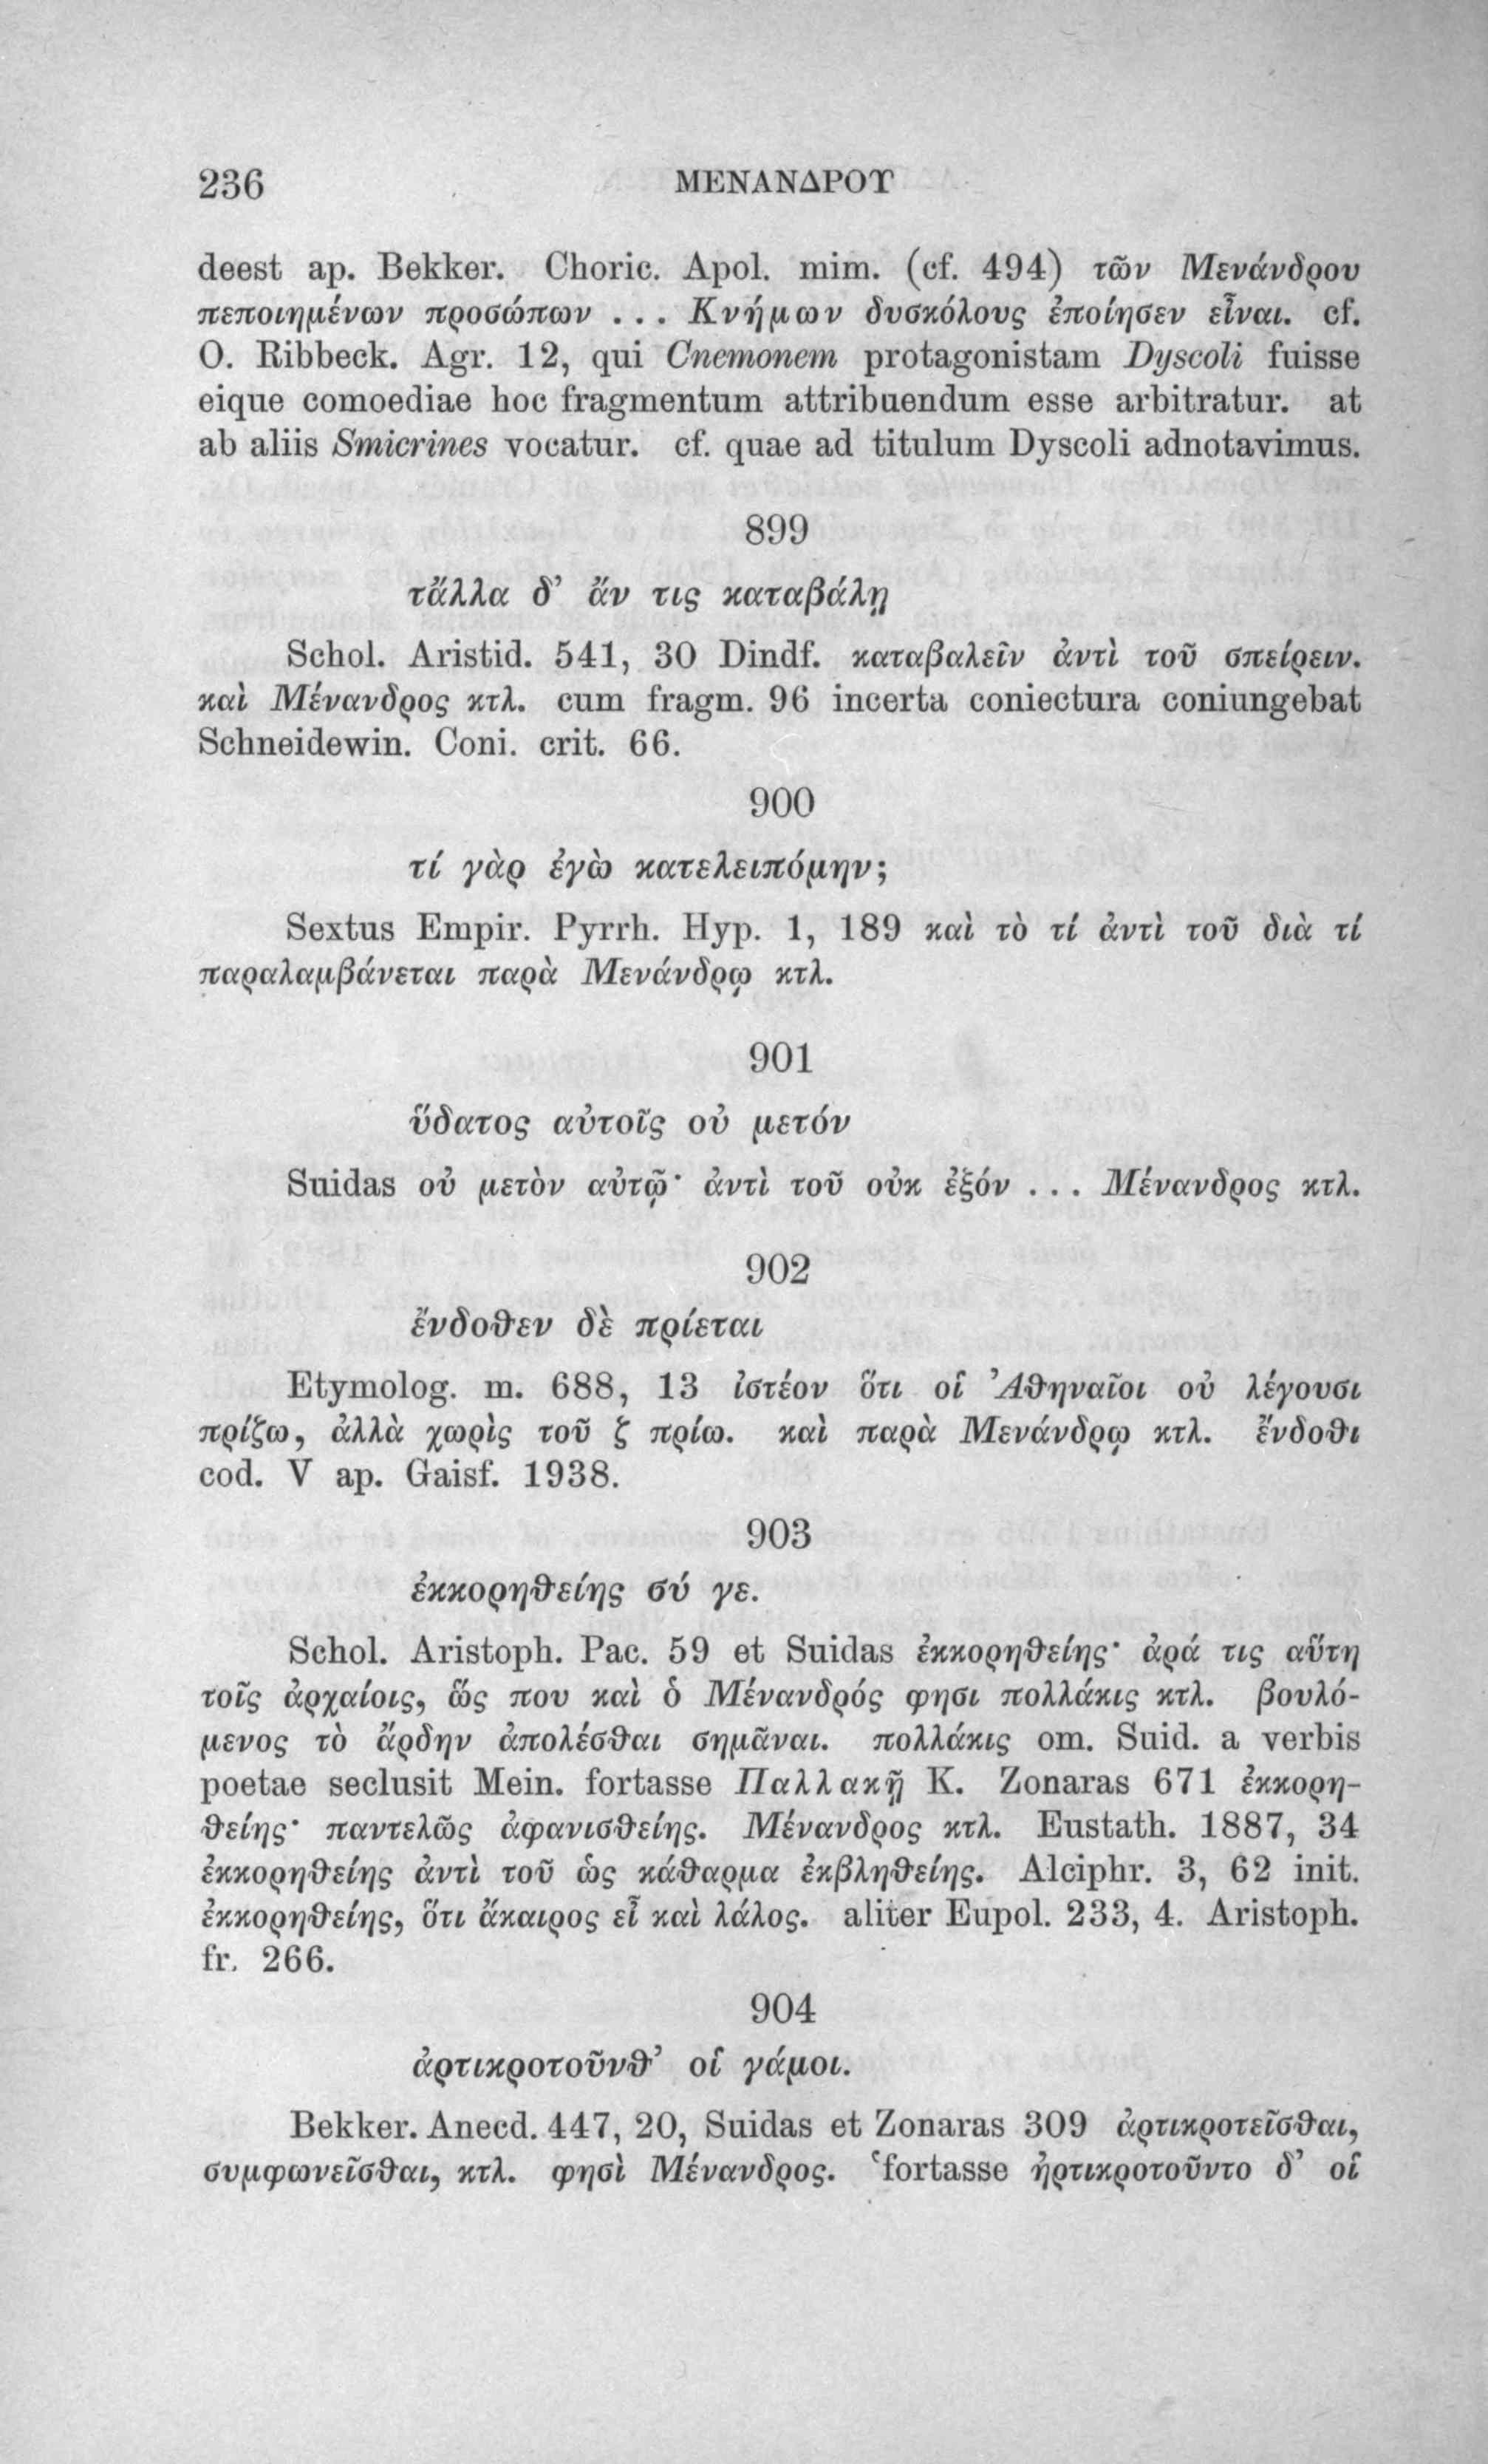 236 ΜΕΝΑΝΔΡΟΥ
deest ap. Bekker. Choric. Apol. mim. (cf. 494) τῶν Μενάνδρου
πεποιημένων προσώπων ... Κνήμων δυσκόλους ἐποίησεν εἶναι. cf.
O. Ribbeck. Agr. 12, qui Cnemonem protagonistam Dyscoli fuisse
eique comoediae hoc fragmentum attribuendum esse arbitratur. at
ab aliis Smicrines vocatur. cf. quae ad titulum Dyscoli adnotavimus.
899
τἄλλα δ’ ἄν τις καταβάλῃ
Schol. Aristid. 541, 30 Dindf. καταβαλεῖν ἀντὶ τοῦ σπείρειν.
καὶ Μένανδρος κτλ. cum fragm. 96 incerta coniectura coniungebat
Schneidewin. Coni. crit. 66.
900
τί γὰρ ἐγὼ κατελειπόμην;
Sextus Empir. Pyrrh. Hyp. 1, 189 καὶ τὸ τί ἀντὶ τοῦ διὰ τί
παραλαμβάνεται παρὰ Μενάνδρῳ κτλ.
901
ὕδατος αὐτοῖς οὐ μετόν
Suidas οὐ μετὸν αὐτῷ· ἀντὶ τοῦ οὐκ ἐξόν ... Μένανδρος κτλ.
902
ἔνδοθεν δὲ πρίεται
Etymolog. m. 688, 13 ἰστέον ὅτι οἱ Ἀθηναῖοι οὐ λέγουσι
πρίζω, ἀλλὰ χωρὶς τοῦ ζ πρίω. καὶ παρὰ Μενάνδρῳ κτλ. ἔνδοθι
cod. V ap. Gaisf. 1938.
903
ἐκκορηθείης σύ γε.
Schol. Aristoph. Pac. 59 et Suidas ἐκκορηθείης· ἀρά τις αὕτη
τοῖς ἀρχαίοις, ὥς που καὶ ὁ Μένανδρός φησι πολλάκις κτλ. βουλό-
μενος τὸ ἄρδην ἀπολέσθαι σημᾶναι. πολλάκις om. Suid. a verbis
poetae seclusit Mein. fortasse Παλλακῇ K. Zonaras 671 ἐκκορη-
θείης· παντελῶς ἀφανισθείης. Μένανδρος κτλ. Eustath. 1887, 34
ἐκκορηθείης ἀντὶ τοῦ ὡς κάθαρμα ἐκβληθείης. Alciphr. 3, 62 init.
ἐκκορηθείης, ὅτι ἄκαιρος εἶ καὶ λάλος. aliter Eupol. 233, 4. Aristoph.
fr. 266.
904
ἀρτικροτοῦνθ’ οἱ γάμοι.
Bekker. Anecd. 447, 20, Suidas et Zonaras 309 ἀρτικροτεῖσθαι,
συμφωνεῖσθαι, κτλ. φησὶ Μένανδρος. ‘fortasse ἠρτικροτοῦντο δ’ οἱ